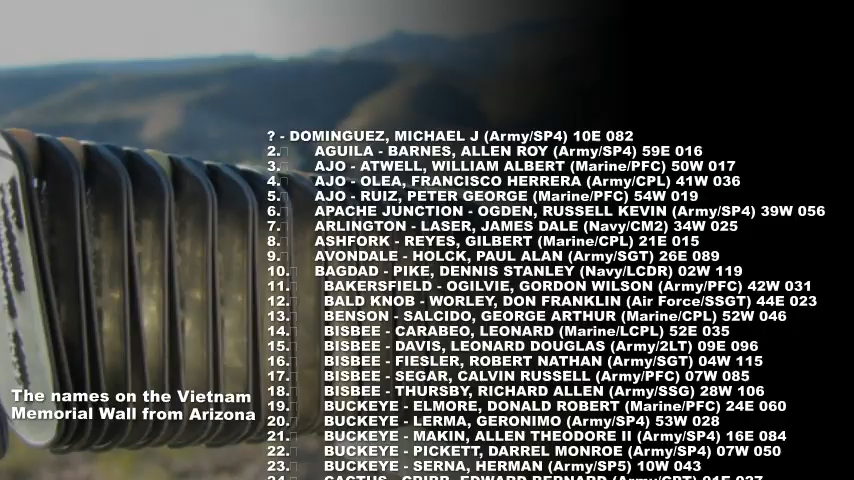 ? - DOMINGUEZ, MICHAEL J (Army/SP4) 10E 082
2. AGUILA - BARNES, ALLEN ROY (Army/SP4) 59E 016
3. AJO - ATWELL, WILLIAM ALBERT (Marine/PFC) 50W 017
4. AJO - OLEA, FRANCISCO HERRERA (Army/CPL) 41W 036
5. AJO - RUIZ, PETER GEORGE (Marine/PFC) 54W 019
6. APACHE JUNCTION - OGDEN, RUSSELL KEVIN (Army/SP4) 39W 056
7. ARLINGTON - LASER, JAMES DALE (Navy/CM2) 34W 025
8. ASHFORK - REYES, GILBERT (Marine/CPL) 21E 015
9. AVONDALE - HOLCK, PAUL ALAN (Army/SGT) 26E 089
10. BAGDAD - PIKE, DENNIS STANLEY (Navy/LCDR) 02W 119
11. BAKERSFIELD - OGILVIE, GORDON WILSON (Army/PFC) 42W 031
12. BALD KNOB - WORLEY, DON FRANKLIN (Air Force/SSGT) 44E 023
13. BENSON - SALCIDO, GEORGE ARTHUR (Marine/CPL) 52W 046
14. BISBEE - CARABEO, LEONARD (Marine/LCPL) 52E 035
15. BISBEE - DAVIS, LEONARD DOUGLAS (Army/2LT) 09E 096
16. BISBEE - FIESLER, ROBERT NATHAN (Army/SGT) 04W 115
17. BISBEE - SEGAR, CALVIN RUSSELL (Army/PFC) 07W 085
18. BISBEE - THURSBY, RICHARD ALLEN (Army/SSG) 28W 106
19. BUCKEYE - ELMORE, DONALD ROBERT (Marine/PFC) 24E 060
20. BUCKEYE - LERMA, GERONIMO (Army/SP4) 53W 028
21. BUCKEYE - MAKIN, ALLEN THEODORE II (Army/SP4) 16E 084
22. BUCKEYE - PICKETT, DARREL MONROE (Army/SP4) 07W 050
23. BUCKEYE - SERNA, HERMAN (Army/SP5) 10W 043
The names on the Vietnam
Memorial Wall from Arizona